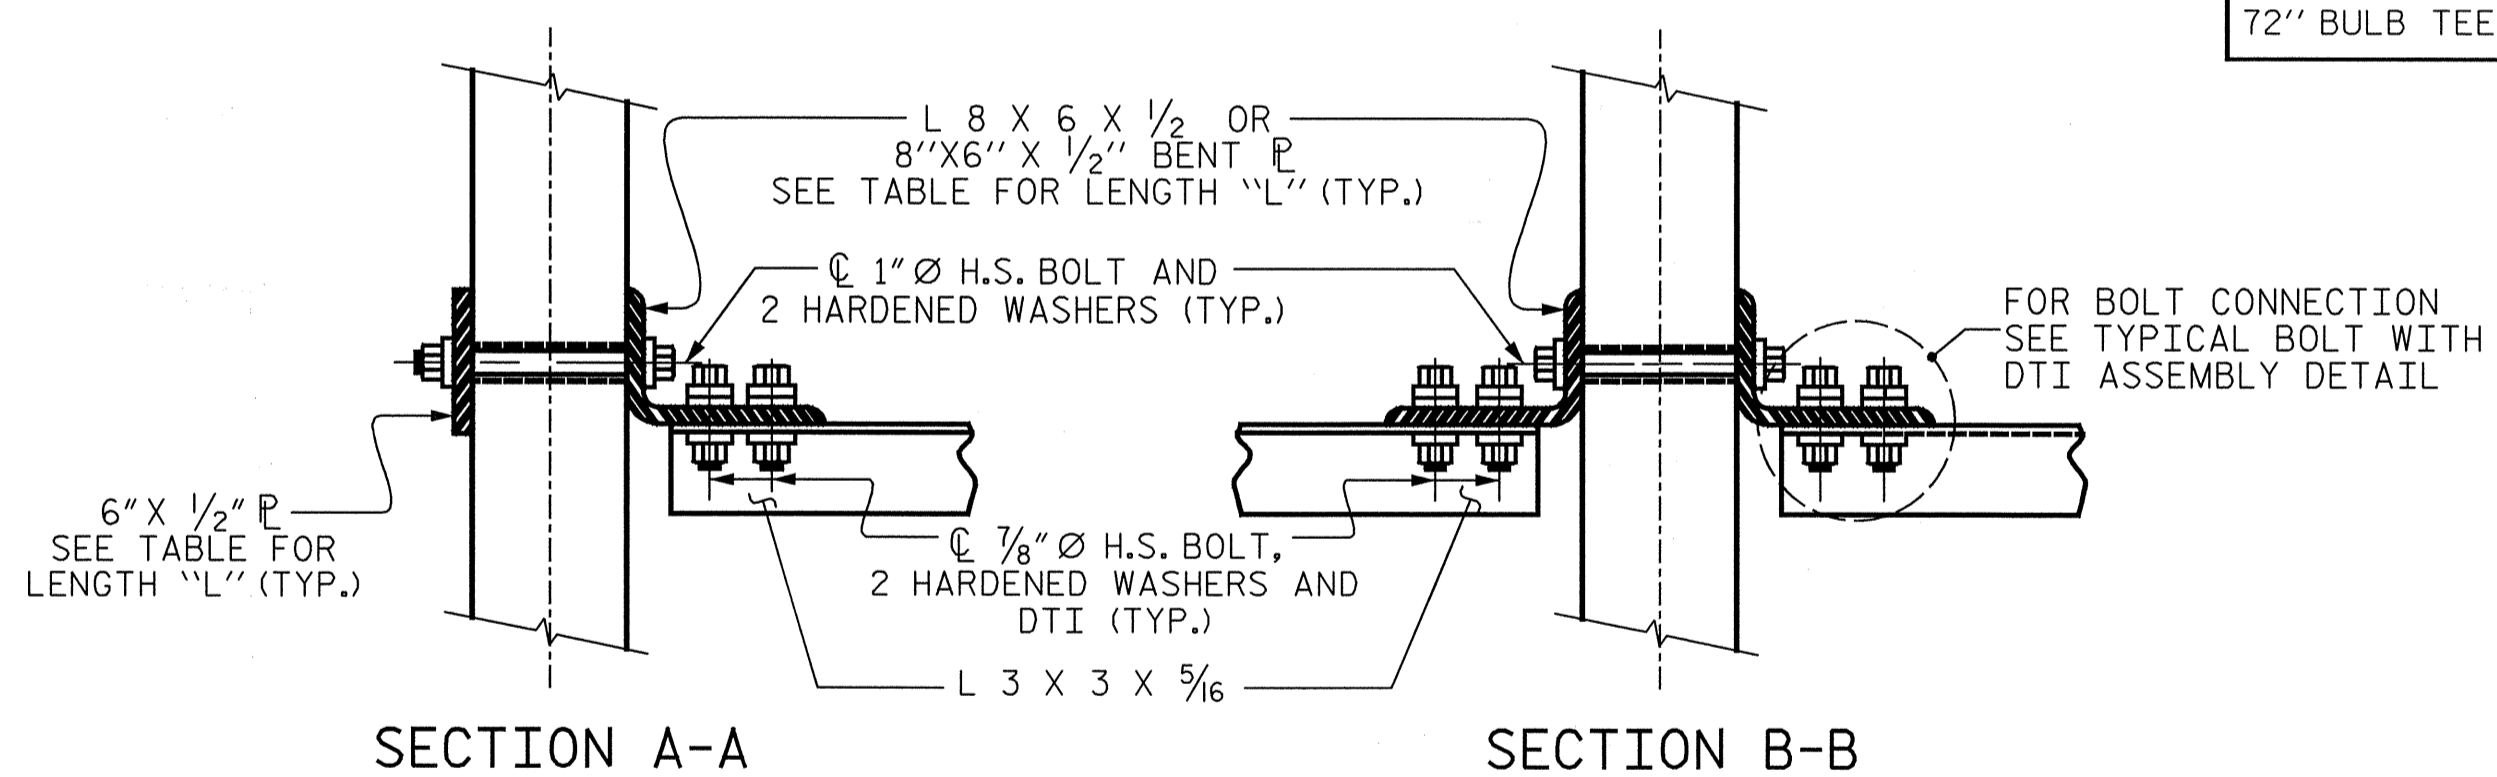 72" BULB TEE
L 8 X 6 X 1/2 OR
8"X6" X 1/2" BENT ⅊
SEE TABLE FOR LENGTH "L" (TYP.)
℄ 1" Ø H.S. BOLT AND
2 HARDENED WASHERS (TYP.)
FOR BOLT CONNECTION
SEE TYPICAL BOLT WITH
DTI ASSEMBLY DETAIL
6" X 1/2" ⅊
SEE TABLE FOR
LENGTH "L" (TYP.)
℄ 7/8" Ø H.S. BOLT,
2 HARDENED WASHERS AND
DTI (TYP.)
L 3 X 3 X 5/16
SECTION A-A
SECTION B-B